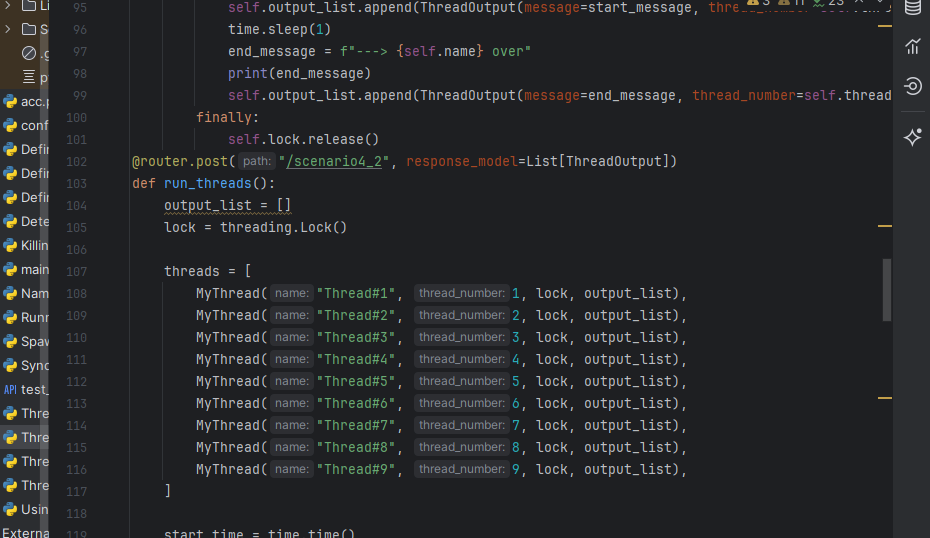 Li
95 self.output_list.append(ThreadOutput(message=start_message,
96 time.sleep(1)
97 end_message = f"---> {self.name} over"
98 print(end_message)
99 self.output_list.append(ThreadOutput(message=end_message, thread_number=self.thread
100 finally:
101 self.lock.release()
102 @router.post( path: "/scenario4_2", response_model=List[ThreadOutput])
103 def run_threads():
104 output_list = []
105 lock = threading.Lock()
106
107 threads = [
108 MyThread( name: "Thread#1", thread_number: 1, lock, output_list),
109 MyThread( name: "Thread#2", thread_number: 2, lock, output_list),
110 MyThread( name: "Thread#3", thread_number: 3, lock, output_list),
111 MyThread( name: "Thread#4", thread_number: 4, lock, output_list),
112 MyThread( name: "Thread#5", thread_number: 5, lock, output_list),
113 MyThread( name: "Thread#6", thread_number: 6, lock, output_list),
114 MyThread( name: "Thread#7", thread_number: 7, lock, output_list),
115 MyThread( name: "Thread#8", thread_number: 8, lock, output_list),
116 MyThread( name: "Thread#9", thread_number: 9, lock, output_list),
117 ]
118
119 start_time = time.time()
.g
p
acc.p
conf
Defin
Defin
Defin
Dete
Killin
main
Nam
Runn
Spaw
Sync
API test_
Thre
Thre
Thre
Thre
Usin
Externa